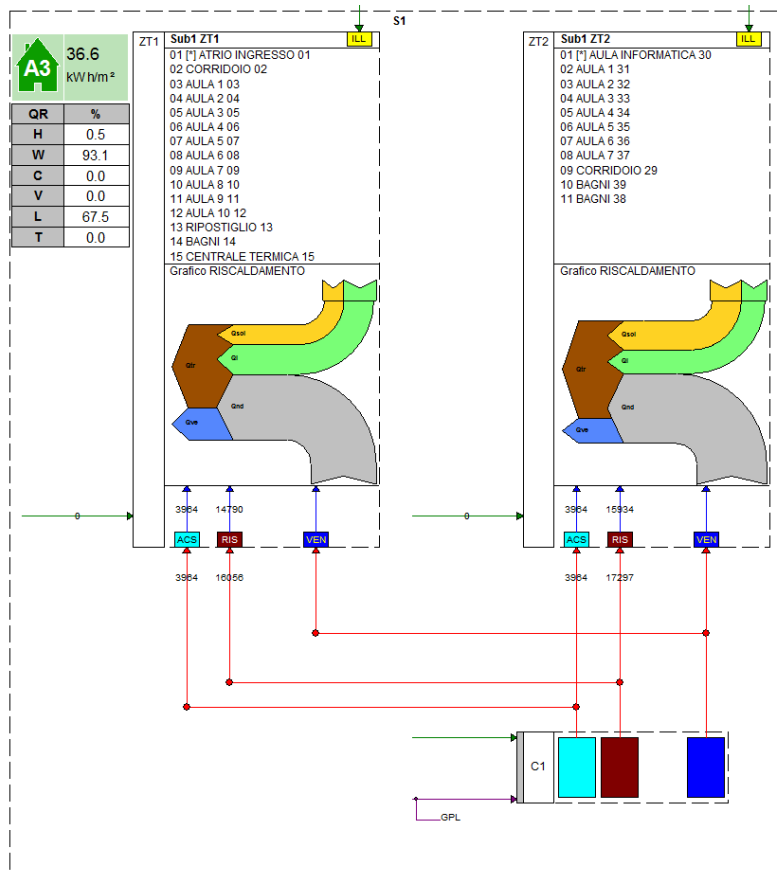 S1
A3
36.6
kWh/m²
QR %
H 0.5
W 93.1
C 0.0
V 0.0
L 67.5
T 0.0
ZT1
Sub1 ZT1
ILL
01 [*] ATRIO INGRESSO 01
02 CORRIDOIO 02
03 AULA 1 03
04 AULA 2 04
05 AULA 3 05
06 AULA 4 06
07 AULA 5 07
08 AULA 6 08
09 AULA 7 09
10 AULA 8 10
11 AULA 9 11
12 AULA 10 12
13 RIPOSTIGLIO 13
14 BAGNI 14
15 CENTRALE TERMICA 15
Grafico RISCALDAMENTO
Qsol
Qi
Qtr
Qnd
Qve
3964 14790
0
ACS RIS VEN
3964 16056
ZT2
Sub1 ZT2
ILL
01 [*] AULA INFORMATICA 30
02 AULA 1 31
03 AULA 2 32
04 AULA 3 33
05 AULA 4 34
06 AULA 5 35
07 AULA 6 36
08 AULA 7 37
09 CORRIDOIO 29
10 BAGNI 39
11 BAGNI 38
Grafico RISCALDAMENTO
Qsol
Qi
Qtr
Qnd
Qve
3964 15934
0
ACS RIS VEN
3964 17297
C1
GPL